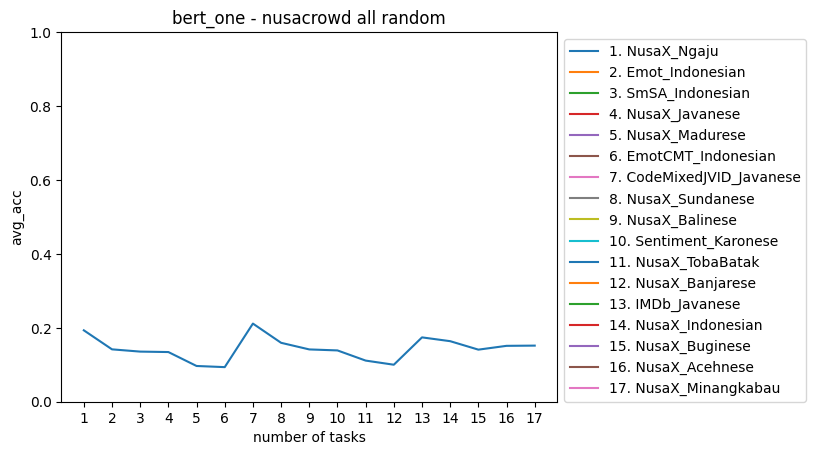 bert_one - nusacrowd all random
1.0
0.8
0.6
0.4
0.2
0.0
avg_acc
1 2 3 4 5 6 7 8 9 10 11 12 13 14 15 16 17
number of tasks
1. NusaX_Ngaju
2. Emot_Indonesian
3. SmSA_Indonesian
4. NusaX_Javanese
5. NusaX_Madurese
6. EmotCMT_Indonesian
7. CodeMixedJVID_Javanese
8. NusaX_Sundanese
9. NusaX_Balinese
10. Sentiment_Karonese
11. NusaX_TobaBatak
12. NusaX_Banjarese
13. IMDb_Javanese
14. NusaX_Indonesian
15. NusaX_Buginese
16. NusaX_Acehnese
17. NusaX_Minangkabau